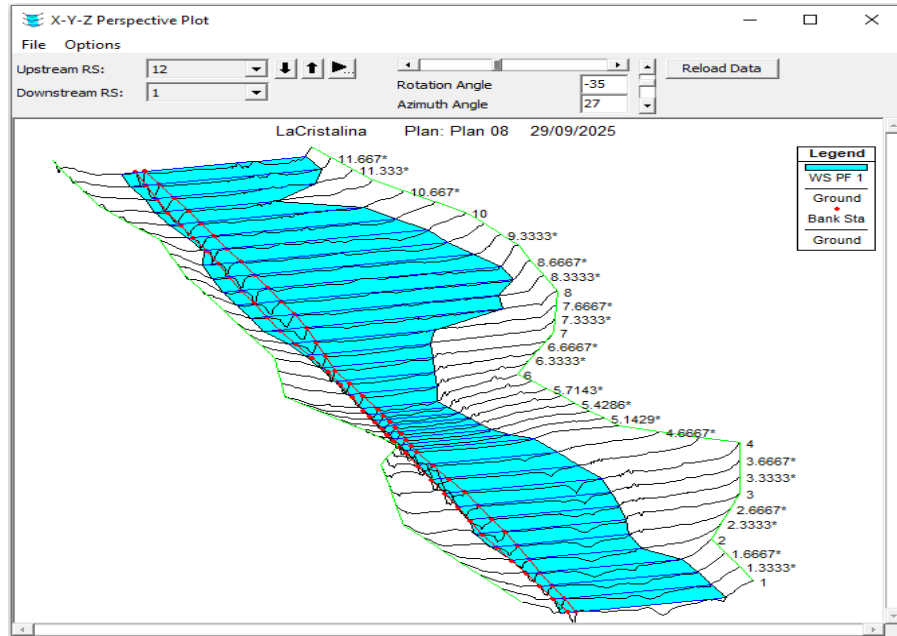 X-Y-Z Perspective Plot
File Options
Upstream RS: 12
Downstream RS: 1
Rotation Angle -35
Azimuth Angle 27
Reload Data
LaCristalina Plan: Plan 08 29/09/2025
Legend
WS PF 1
Ground
Bank Sta
Ground
11.667*
11.333*
10.667*
10
9.3333*
8.6667*
8.3333*
8
7.6667*
7.3333*
7
6.6667*
6.3333*
6
5.7143*
5.4286*
5.1429*
4.6667*
4
3.6667*
3.3333*
3
2.6667*
2.3333*
2
1.6667*
1.3333*
1